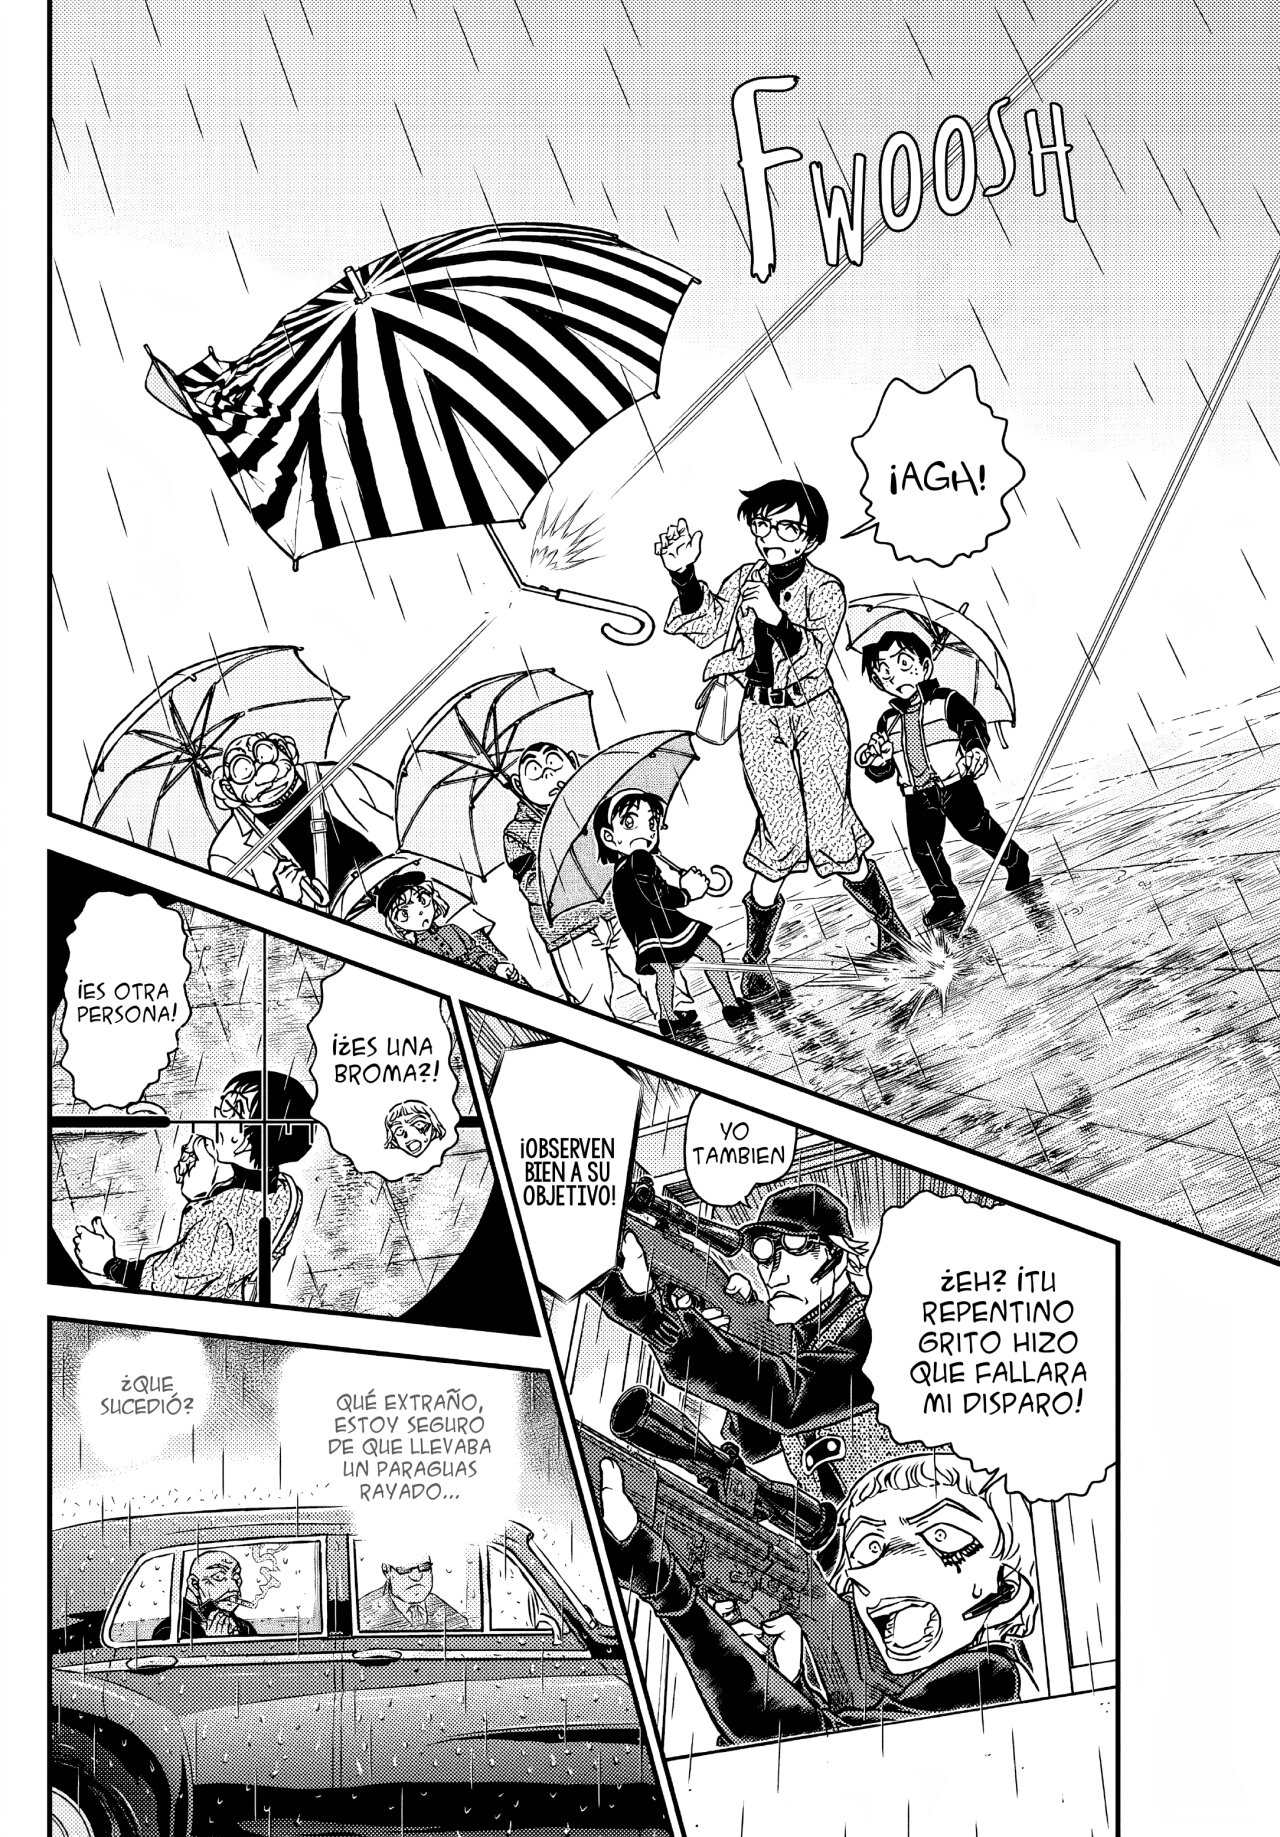 FWOOSH
¡AGH!
YO
TAMBIEN
¿EH? ¡TU
REPENTINO
GRITO HIZO
QUE FALLARA
MI DISPARO!
¡OBSERVEN
BIEN A SU
OBJETIVO!
¡¿ES UNA
BROMA?!
¡ES OTRA
PERSONA!
QUÉ EXTRAÑO,
ESTOY SEGURO
DE QUE LLEVABA
UN PARAGUAS
RAYADO...
¿QUE
SUCEDIÓ?